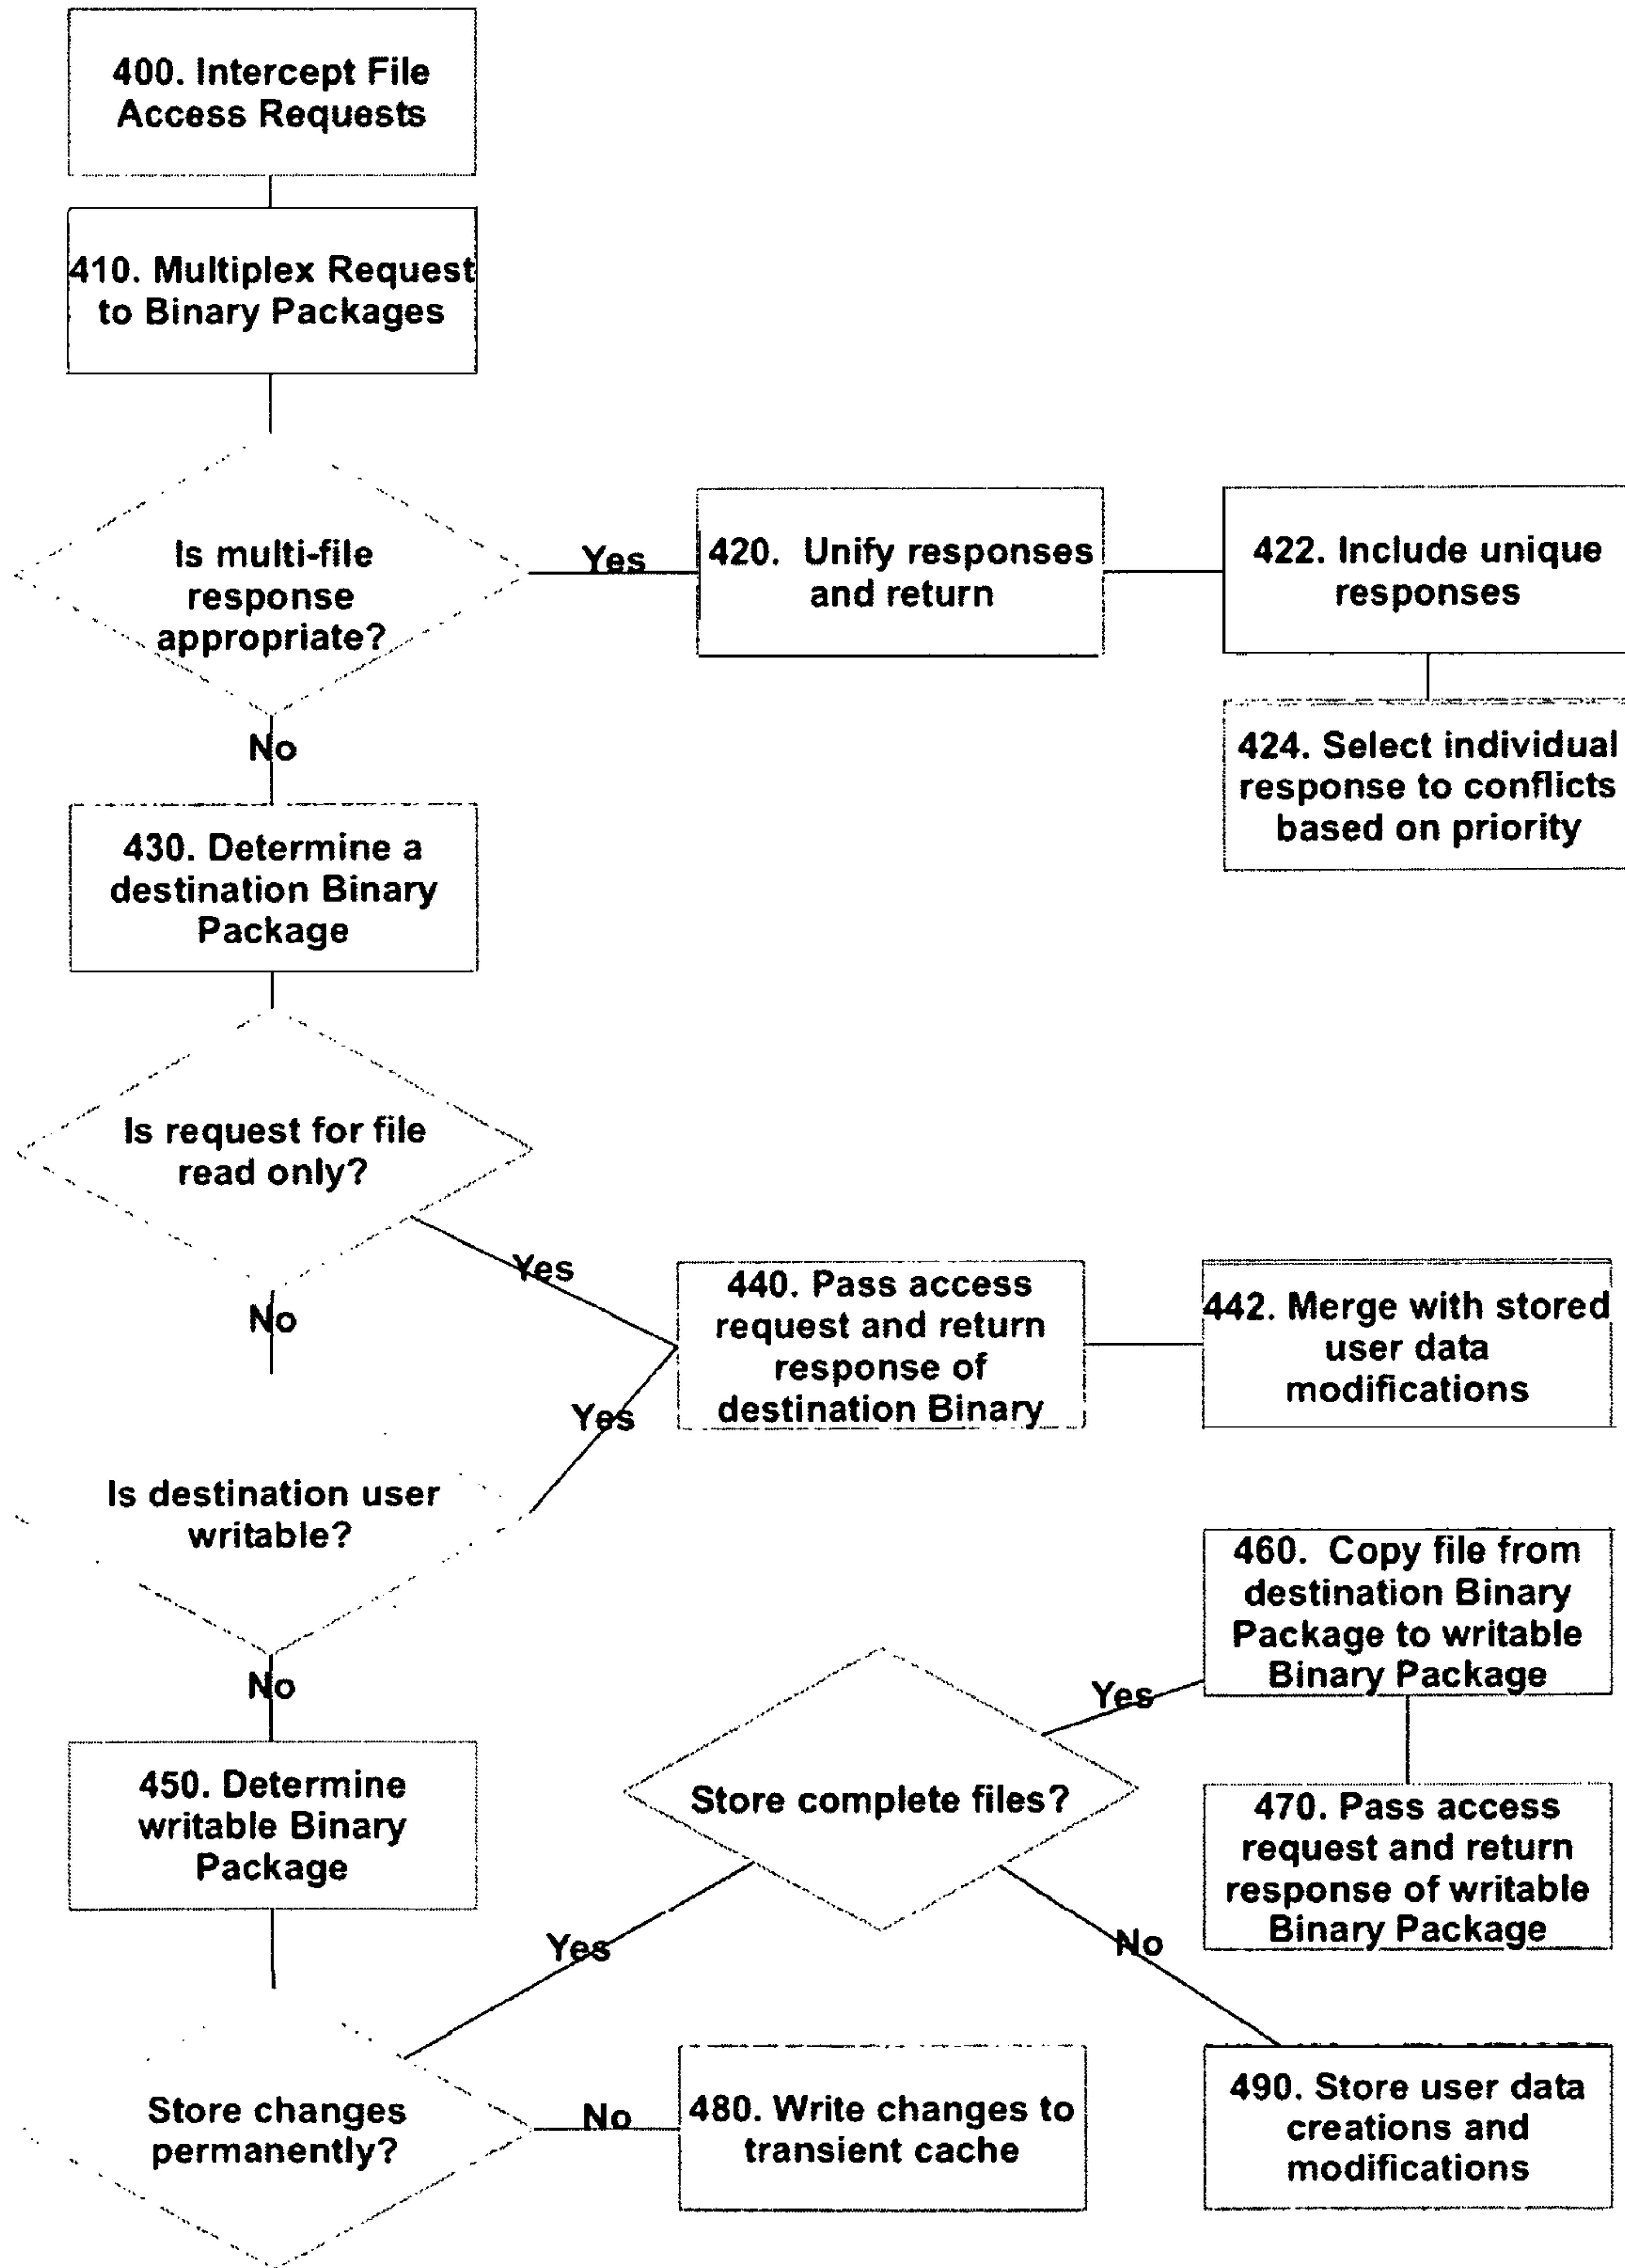 400. Intercept File
Access Requests
410. Multiplex Request
to Binary Packages
Is multi-file
response
appropriate?
Yes
420. Unify responses
and return
422. Include unique
responses
424. Select individual
response to conflicts
based on priority
No
430. Determine a
destination Binary
Package
Is request for file
read only?
Yes
No
440. Pass access
request and return
response of
destination Binary
442. Merge with stored
user data
modifications
Yes
Is destination user
writable?
No
450. Determine
writable Binary
Package
Store complete files?
Yes
460. Copy file from
destination Binary
Package to writable
Binary Package
470. Pass access
request and return
response of writable
Binary Package
Yes
No
Store changes
permanently?
No
480. Write changes to
transient cache
490. Store user data
creations and
modifications